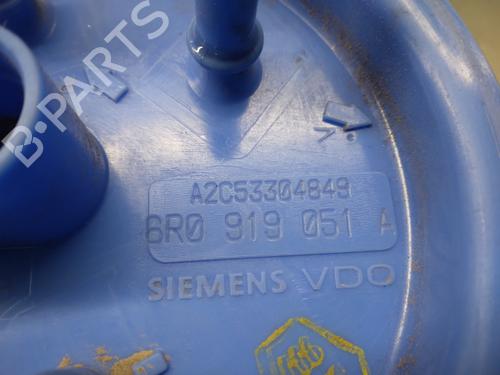 B-PARTS
A2C53304849
6R0 919 051 A
SIEMENS VDO